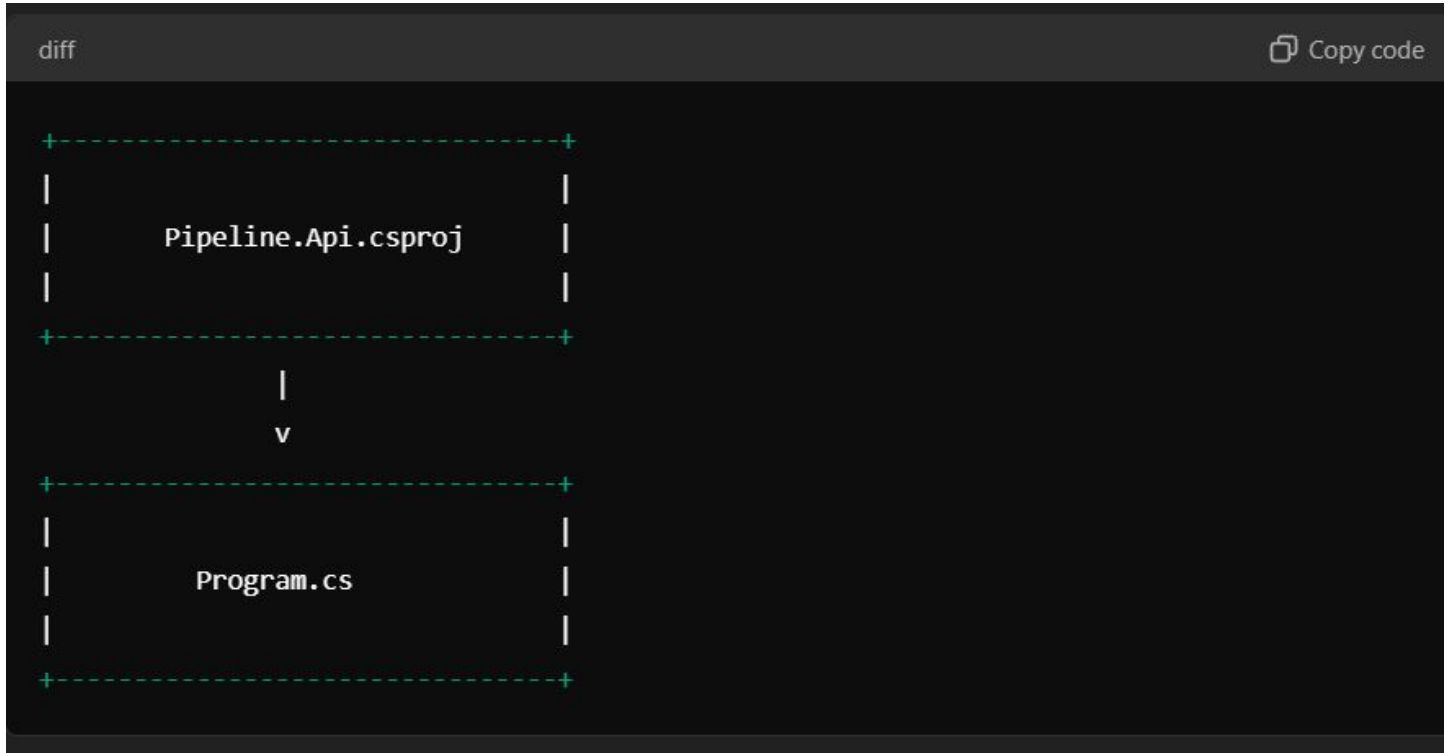 diff
Copy code
+--------------------------------+
|                                |
|       Pipeline.Api.csproj      |
|                                |
+--------------------------------+
               |
               v
+--------------------------------+
|                                |
|         Program.cs             |
|                                |
+--------------------------------+